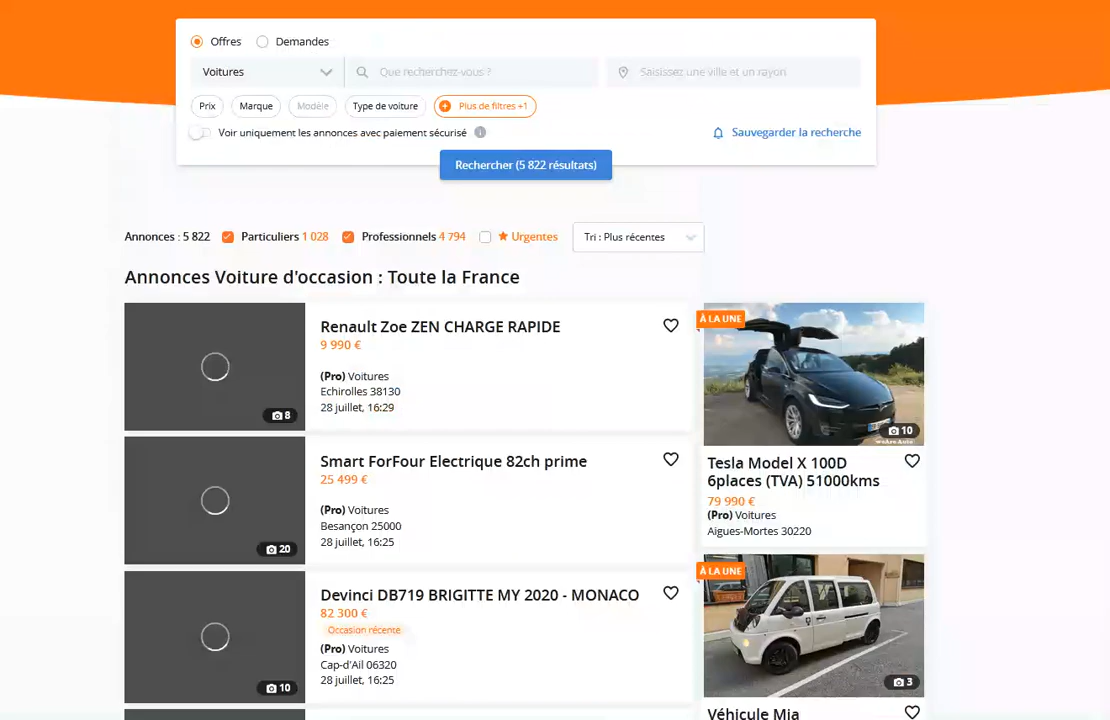 Offres
Demandes
Voitures
Que recherchez-vous ?
Saisissez une ville et un rayon
Prix
Marque
Modèle
Type de voiture
Plus de filtres +1
Voir uniquement les annonces avec paiement sécurisé
Sauvegarder la recherche
Rechercher (5 822 résultats)
Annonces : 5 822
Particuliers 1 028
Professionnels 4 794
Urgentes
Tri : Plus récentes
Annonces Voiture d'occasion : Toute la France
8
Renault Zoe ZEN CHARGE RAPIDE
9 990 €
(Pro) Voitures
Echirolles 38130
28 juillet, 16:29
20
Smart ForFour Electrique 82ch prime
25 499 €
(Pro) Voitures
Besançon 25000
28 juillet, 16:25
10
Devinci DB719 BRIGITTE MY 2020 - MONACO
82 300 €
Occasion récente
(Pro) Voitures
Cap-d'Ail 06320
28 juillet, 16:25
À LA UNE
10
Tesla Model X 100D
6places (TVA) 51000kms
79 990 €
(Pro) Voitures
Aigues-Mortes 30220
À LA UNE
3
Véhicule Mia